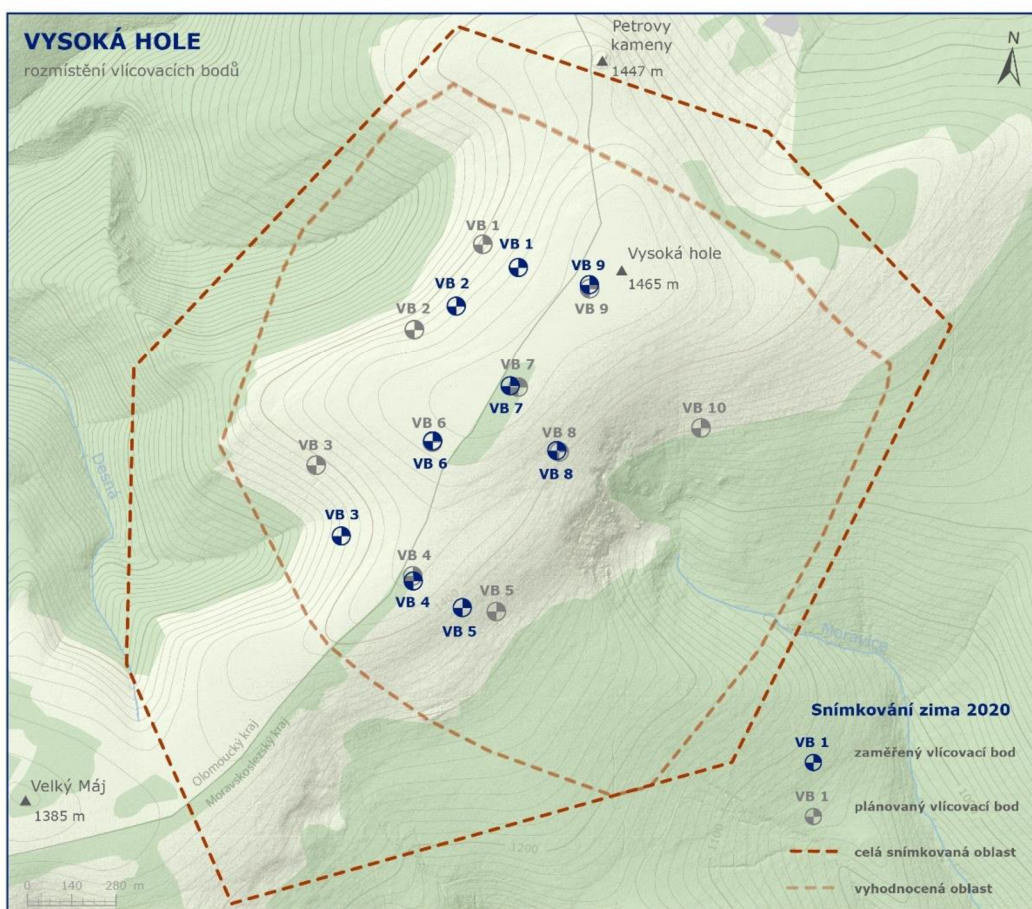 VYSOKÁ HOLE
rozmístění vlícovacích bodů
Petrovy
kameny
1447 m
N
VB 1
VB 1
VB 2
VB 2
VB 9
VB 9
Vysoká hole
1465 m
VB 7
VB 7
VB 6
VB 6
VB 8
VB 8
VB 10
VB 3
VB 3
VB 4
VB 4
VB 5
VB 5
Desná
Moravice
Olomoucký kraj
Moravskoslezský kraj
Velký Máj
1385 m
1200
1100
0 140 280 m
Snímkování zima 2020
VB 1
zaměřený vlícovací bod
VB 1
plánovaný vlícovací bod
celá snímkovaná oblast
vyhodnocená oblast